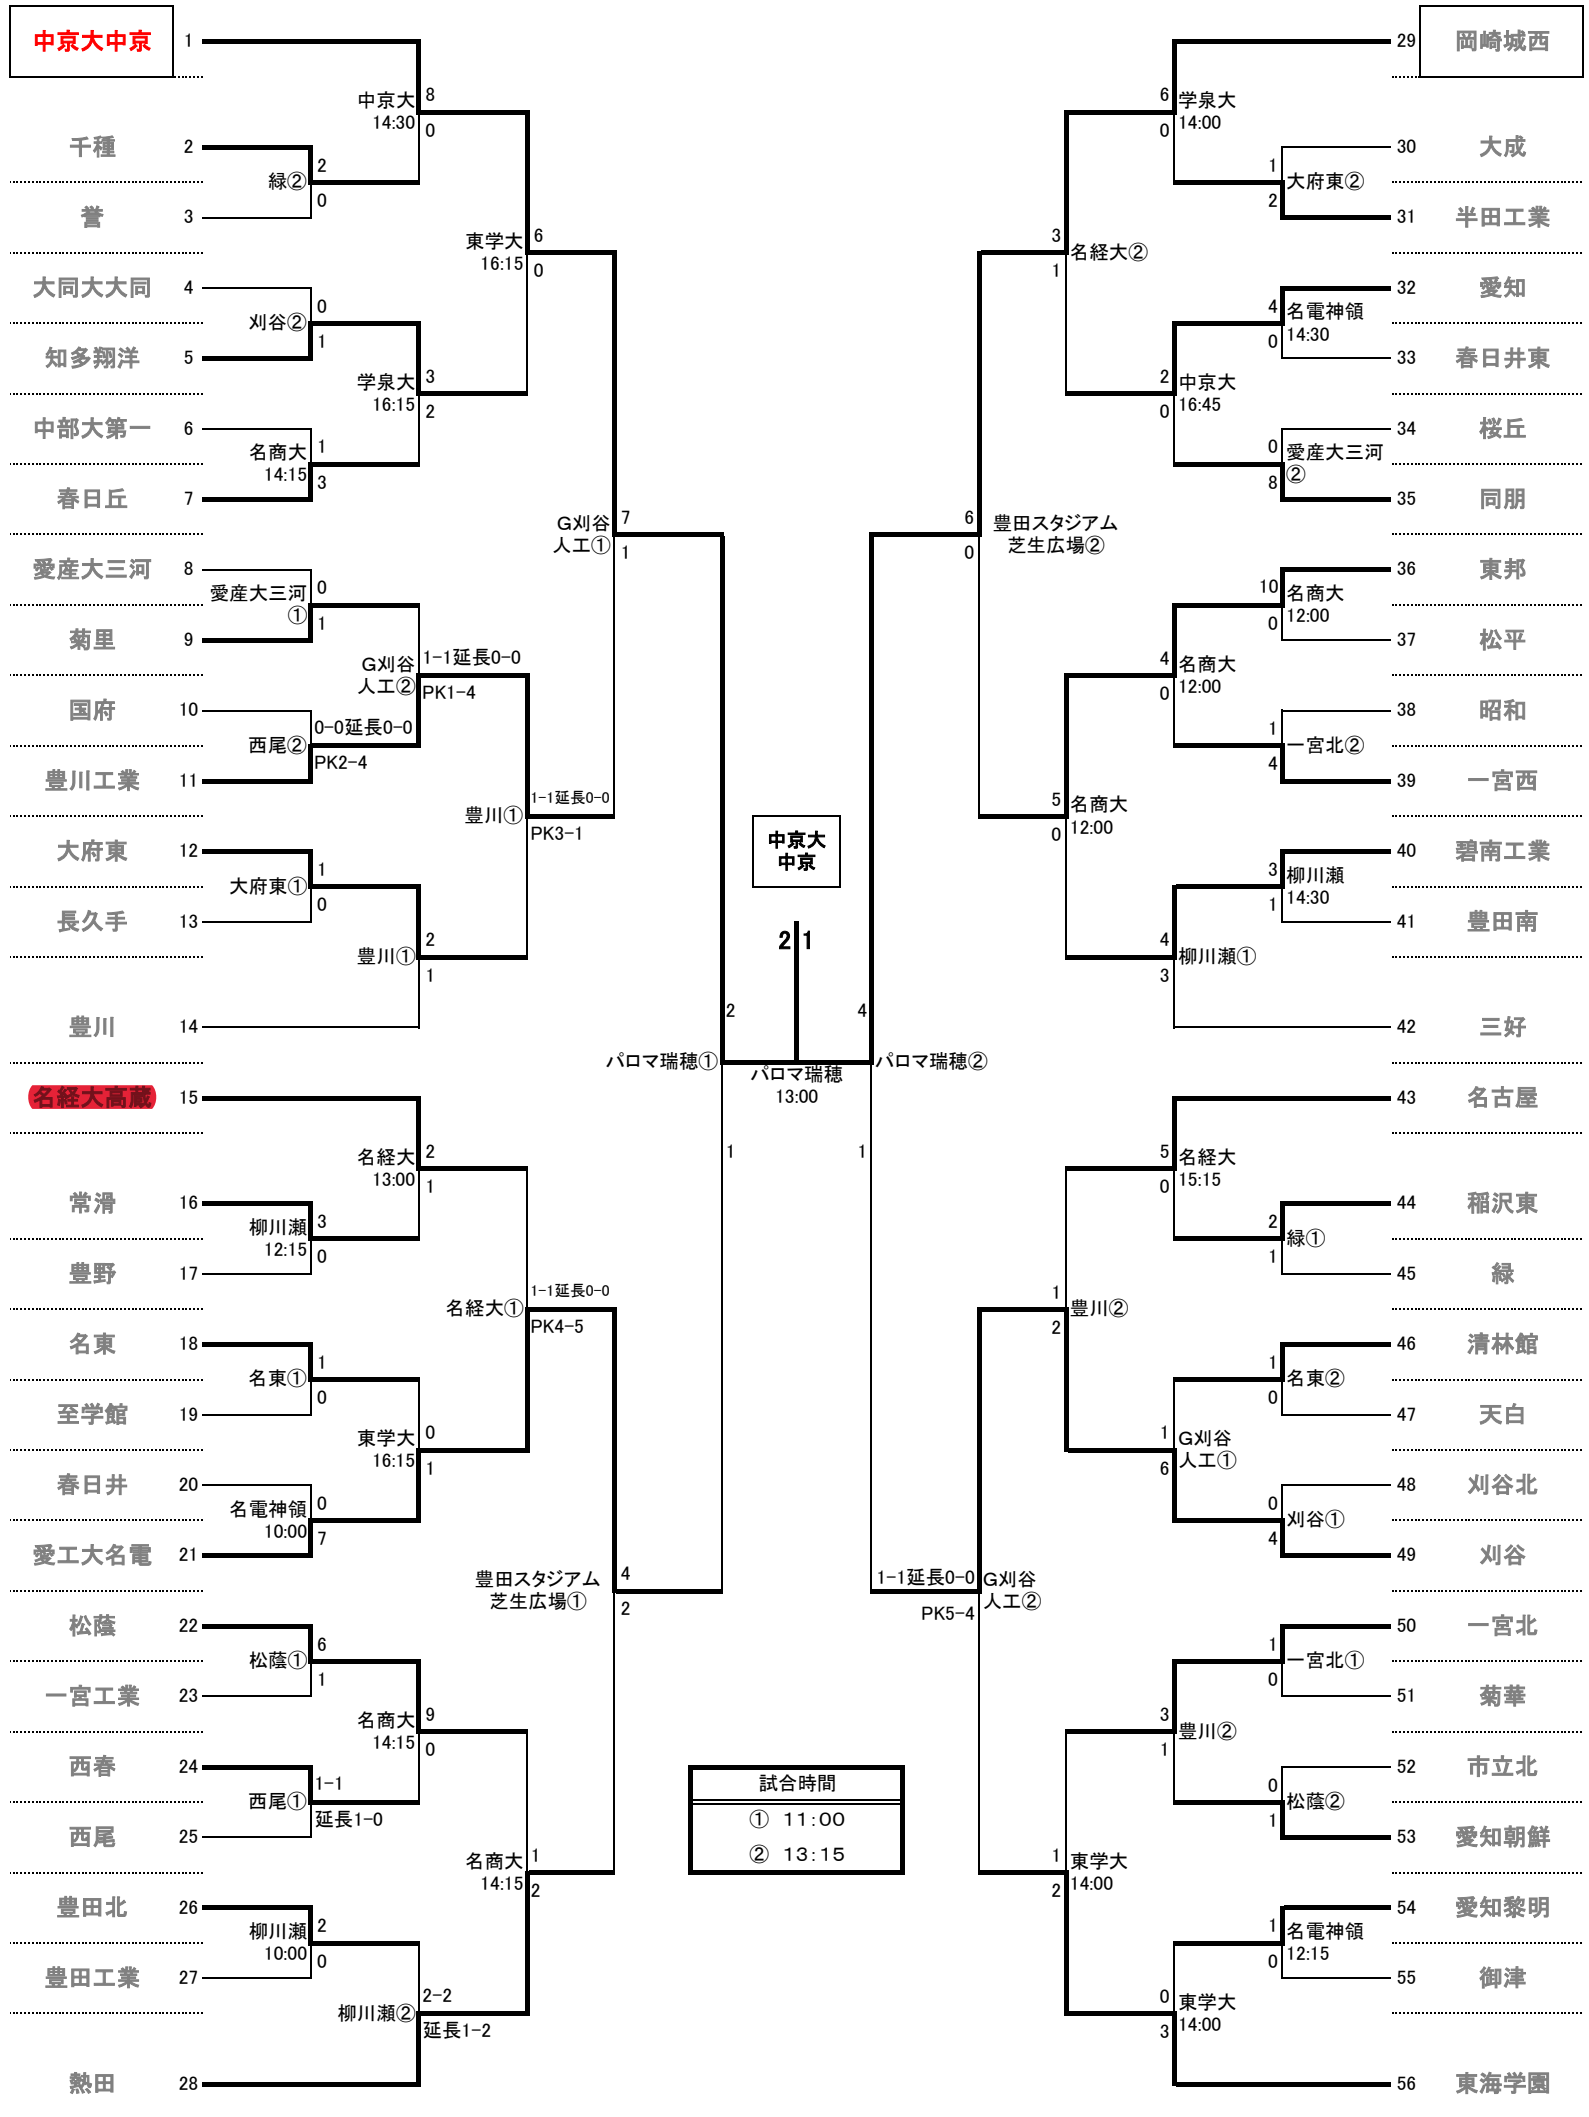 中京大中京 1
29 岡崎城西
中京大 8
14:30
0
6 学泉大
0 14:00
千種 2
緑② 2
0
誉 3
30 大成
1 大府東②
2
31 半田工業
東学大 6
16:15
0
3 名経大②
1
大同大大同 4
刈谷② 0
1
知多翔洋 5
32 愛知
4 名電神領
0 14:30
33 春日井東
学泉大 3
16:15
2
2 中京大
0 16:45
中部大第一 6
名商大 1
14:15
3
春日丘 7
34 桜丘
0 愛産大三河
8 ②
35 同朋
G刈谷 7
人工① 1
6 豊田スタジアム
0 芝生広場②
愛産大三河 8
愛産大三河 0
① 1
菊里 9
36 東邦
10 名商大
0 12:00
37 松平
G刈谷 1-1延長0-0
人工② PK1-4
4 名商大
0 12:00
国府 10
西尾② 0-0延長0-0
PK2-4
豊川工業 11
38 昭和
1 一宮北②
4
39 一宮西
豊川① 1-1延長0-0
PK3-1
5 名商大
0 12:00
大府東 12
大府東① 1
0
長久手 13
40 碧南工業
3 柳川瀬
1 14:30
41 豊田南
中京大
中京
2 1
豊川① 2
1
4 柳川瀬①
3
豊川 14
42 三好
2
4
パロマ瑞穂①
パロマ瑞穂
13:00
パロマ瑞穂②
1
1
名経大高蔵 15
43 名古屋
名経大 2
13:00
1
5 名経大
0 15:15
常滑 16
柳川瀬 3
12:15
0
豊野 17
44 稲沢東
2 緑①
1
45 緑
名経大① 1-1延長0-0
PK4-5
1 豊川②
2
名東 18
名東① 1
0
至学館 19
46 清林館
1 名東②
0
47 天白
東学大 0
16:15
1
1 G刈谷
6 人工①
春日井 20
名電神領 0
10:00
7
愛工大名電 21
48 刈谷北
0 刈谷①
4
49 刈谷
豊田スタジアム 4
芝生広場① 2
1-1延長0-0 G刈谷
PK5-4 人工②
松蔭 22
松蔭① 6
1
一宮工業 23
50 一宮北
1 一宮北①
0
51 菊華
名商大 9
14:15
0
3 豊川②
1
西春 24
西尾① 1-1
延長1-0
西尾 25
52 市立北
0 松蔭②
1
53 愛知朝鮮
試合時間
① 11:00
② 13:15
名商大 1
14:15
2
1 東学大
2 14:00
豊田北 26
柳川瀬 2
10:00
0
豊田工業 27
54 愛知黎明
1 名電神領
0 12:15
55 御津
柳川瀬② 2-2
延長1-2
0 東学大
3 14:00
熱田 28
56 東海学園